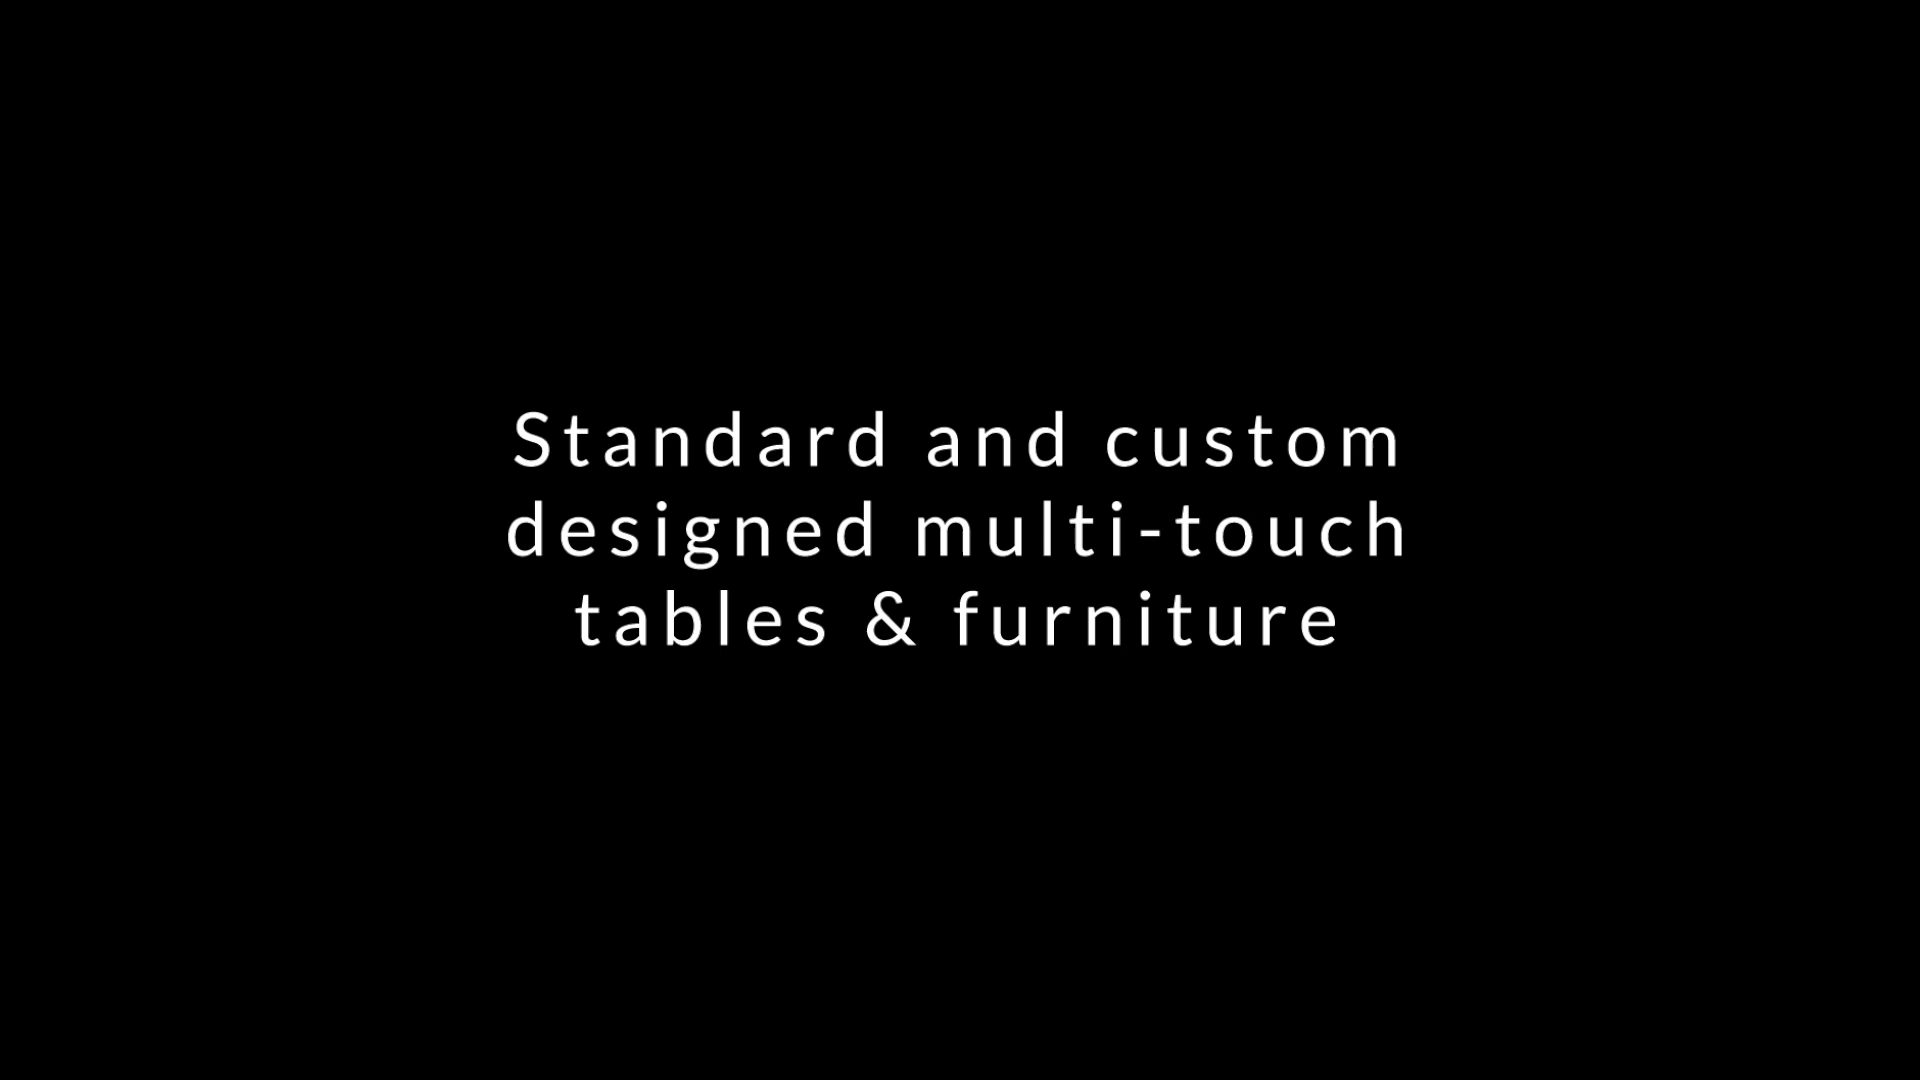 Standard and custom
designed multi-touch
tables & furniture